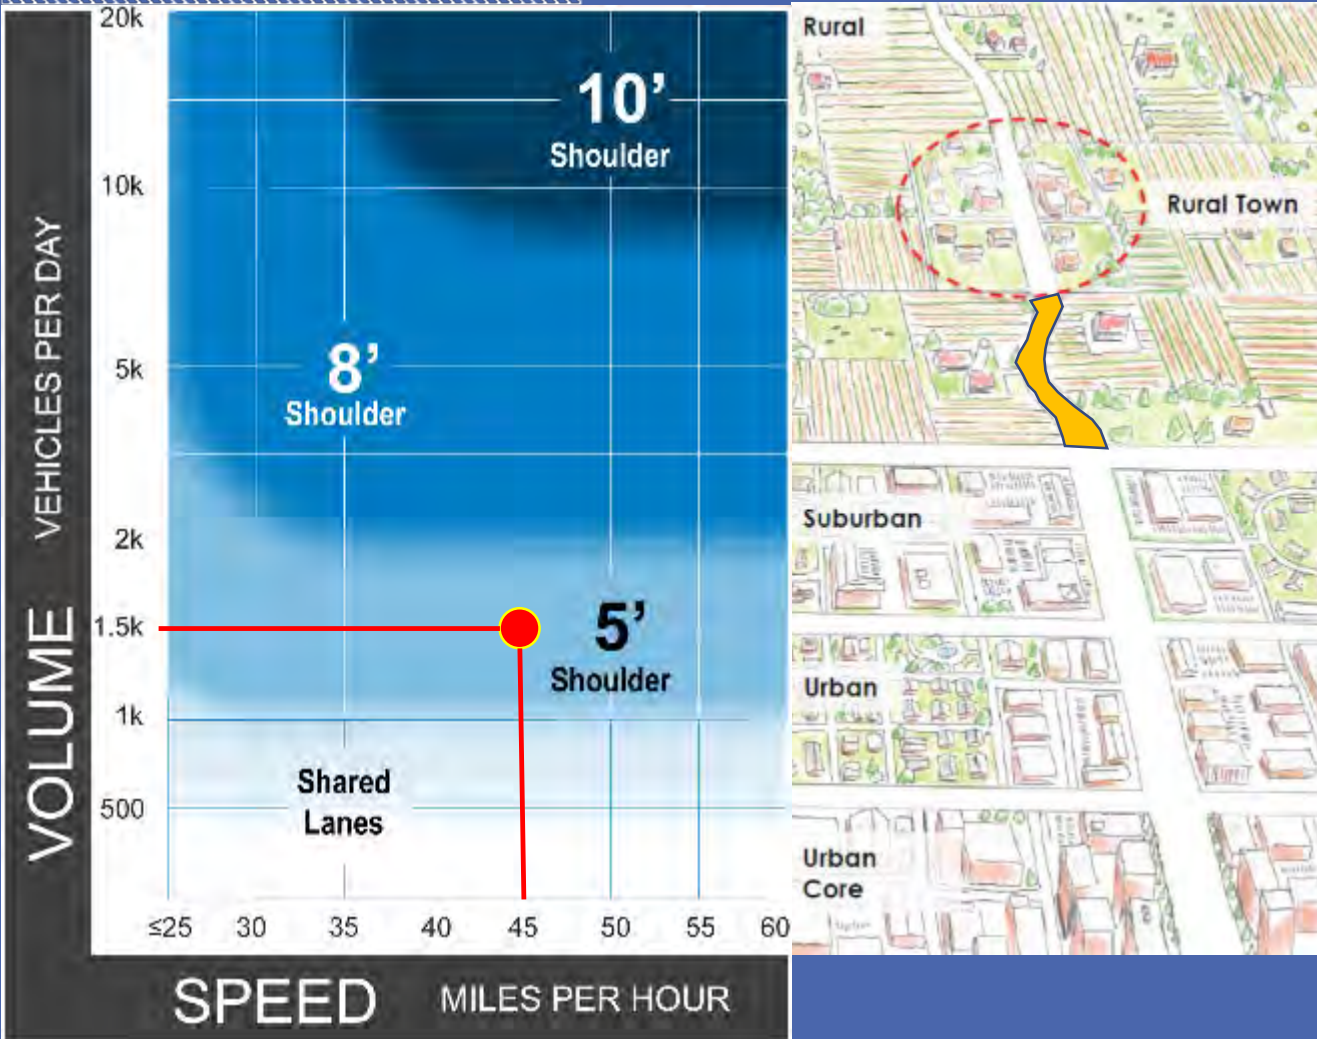 20k
10k
5k
2k
1.5k
1k
500
VOLUME VEHICLES PER DAY
10’
Shoulder
8’
Shoulder
5’
Shoulder
Shared
Lanes
≤25 30 35 40 45 50 55 60
SPEED MILES PER HOUR
Rural
Rural Town
Suburban
Urban
Urban
Core